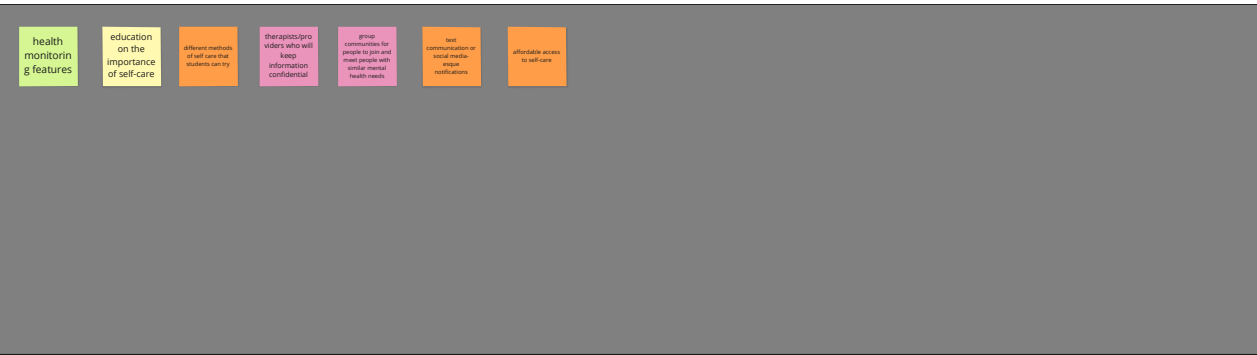 health
monitorin
g features
education
on the
importance
of self-care
different methods
of self care that
students can try
therapists/pro
viders who will
keep
information
confidential
group
communities for
people to join and
meet people with
similar mental
health needs
text
communication or
social media-
esque
notifications
affordable access
to self-care